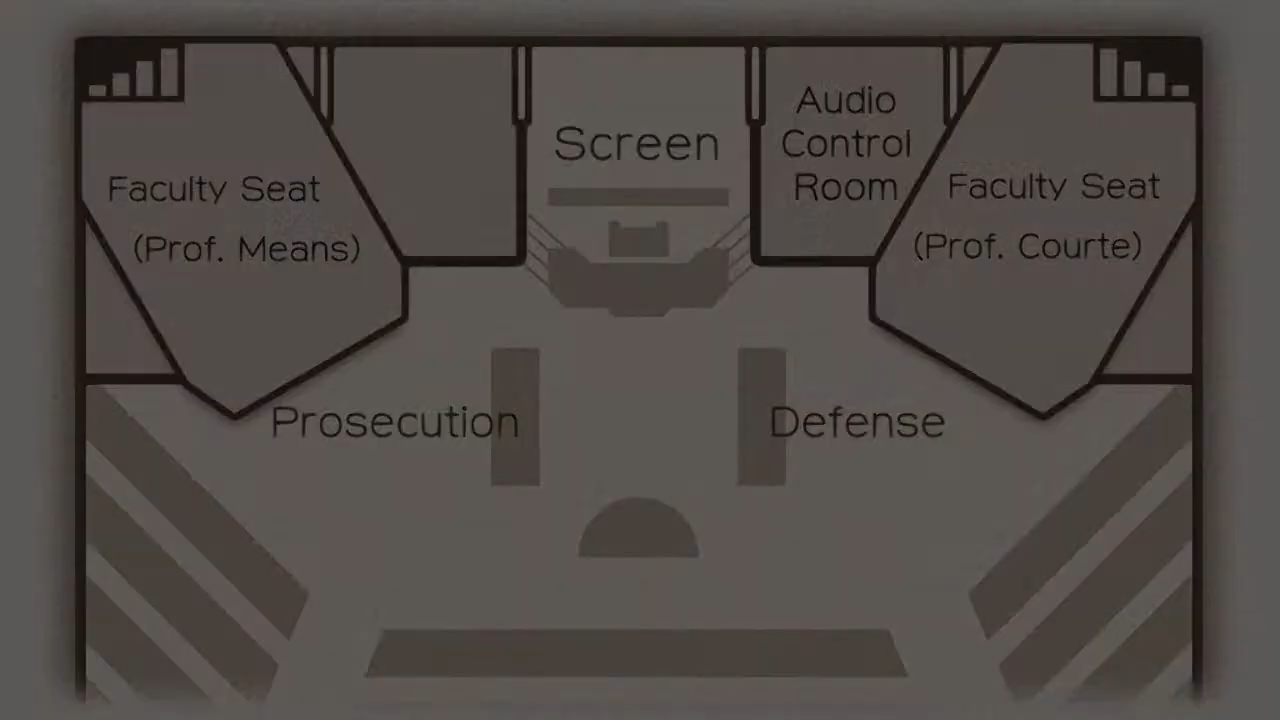 Audio
Control
Room
Screen
Faculty Seat
(Prof. Means)
Faculty Seat
(Prof. Courte)
Prosecution
Defense